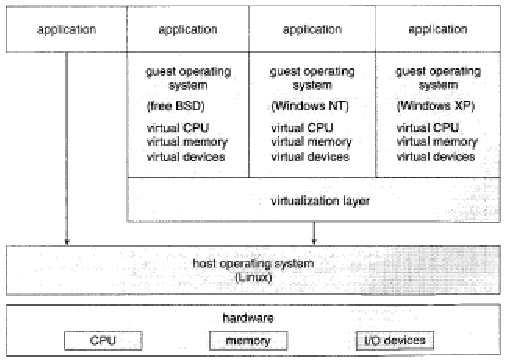 application
application
application
application
guest operating
system
(free BSD)
virtual CPU
virtual memory
virtual devices
guest operating
system
(Windows NT)
virtual CPU
virtual memory
virtual devices
guest operating
system
(Windows XP)
virtual CPU
virtual memory
virtual devices
virtualization layer
host operating system
(Linux)
hardware
CPU
memory
I/O devices